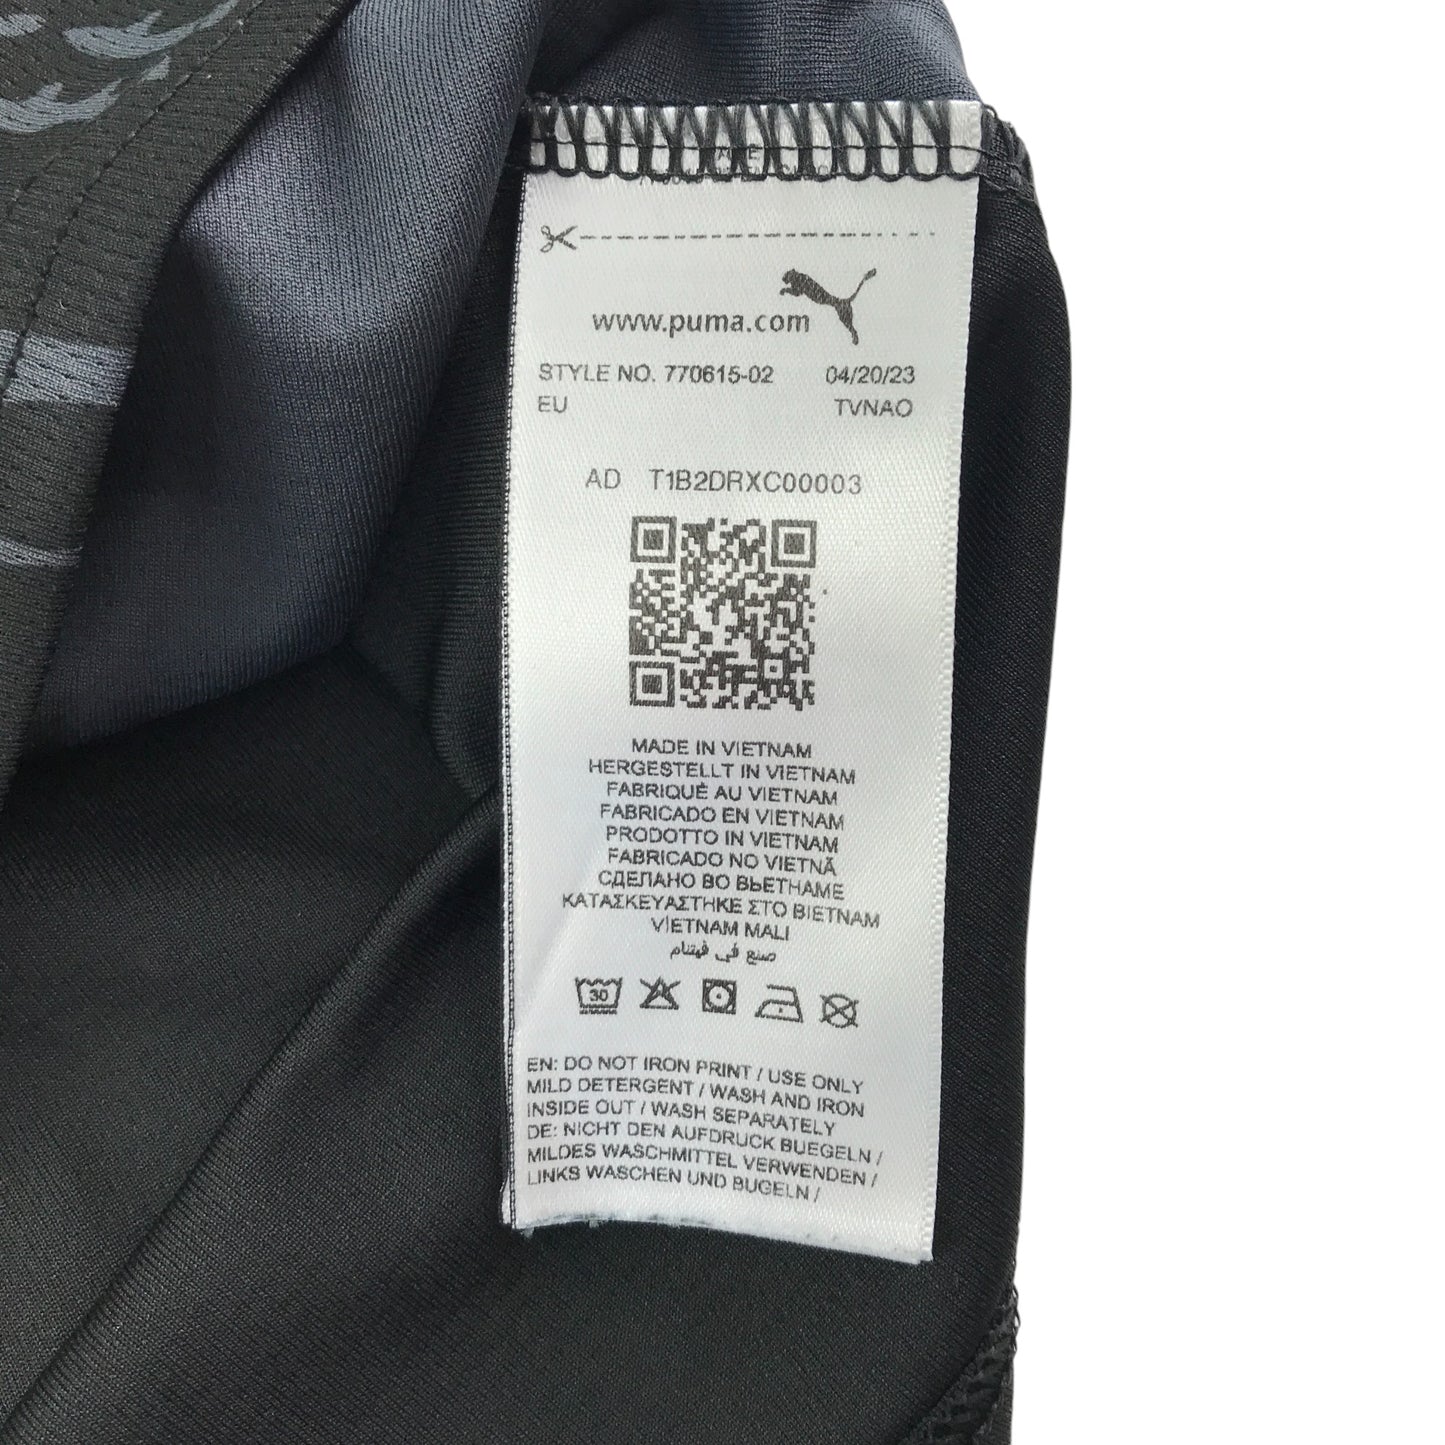 www.puma.com
STYLE NO. 770615-02 04/20/23
EU TVNAO
AD T1B2DRXC00003
MADE IN VIETNAM
HERGESTELLT IN VIETNAM
FABRIQUÉ AU VIETNAM
FABRICADO EN VIETNAM
PRODOTTO IN VIETNAM
FABRICADO NO VIETNÃ
СДЕЛАНО ВО ВЬЕТНАМЕ
ΚΑΤΑΣΚΕΥΑΣΤΗΚΕ ΣΤΟ ΒΙΕΤΝΑΜ
VIETNAM MALI
صنع في فيتنام
30
EN: DO NOT IRON PRINT / USE ONLY
MILD DETERGENT / WASH AND IRON
INSIDE OUT / WASH SEPARATELY
DE: NICHT DEN AUFDRUCK BUEGELN /
MILDES WASCHMITTEL VERWENDEN /
LINKS WASCHEN UND BUGELN /